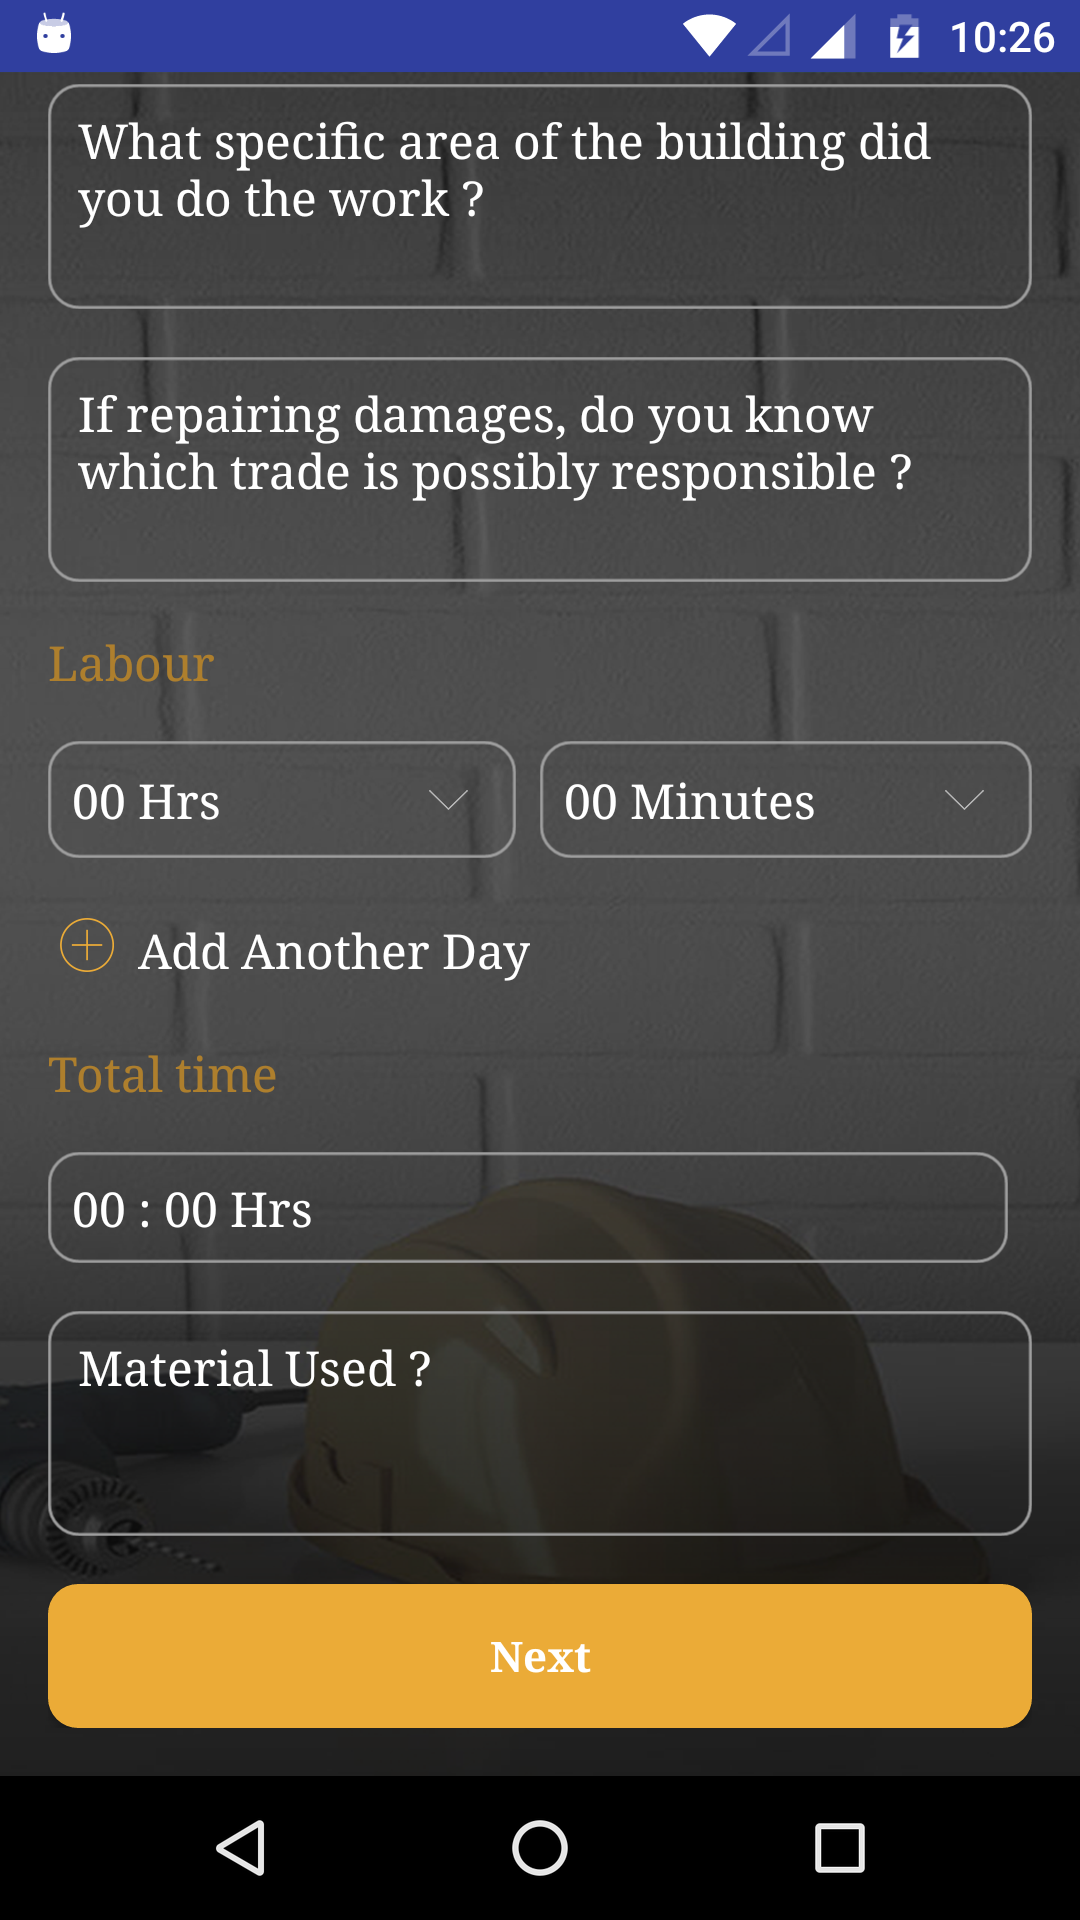 10:26
What specific area of the building did
you do the work ?
If repairing damages, do you know
which trade is possibly responsible ?
Labour
00 Hrs
00 Minutes
Add Another Day
Total time
00 : 00 Hrs
Material Used ?
Next